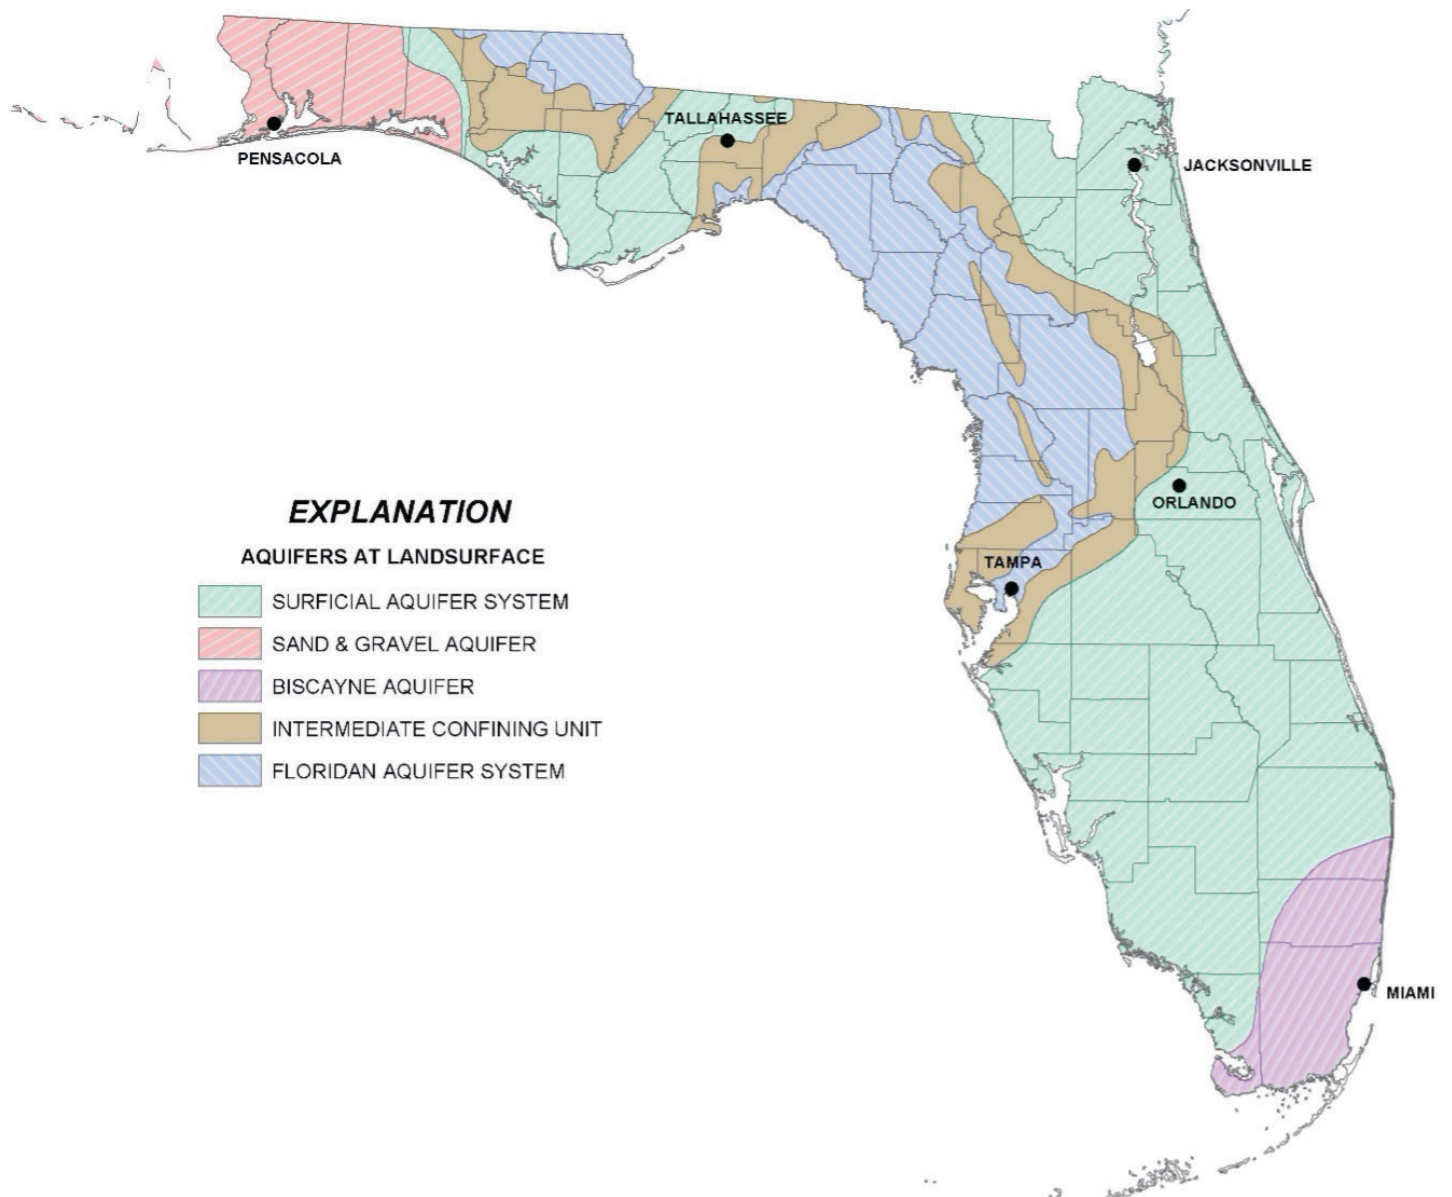 TALLAHASSEE
PENSACOLA
JACKSONVILLE
EXPLANATION
ORLANDO
AQUIFERS AT LANDSURFACE
TAMPA
SURFICIAL AQUIFER SYSTEM
SAND & GRAVEL AQUIFER
BISCAYNE AQUIFER
INTERMEDIATE CONFINING UNIT
FLORIDAN AQUIFER SYSTEM
MIAMI